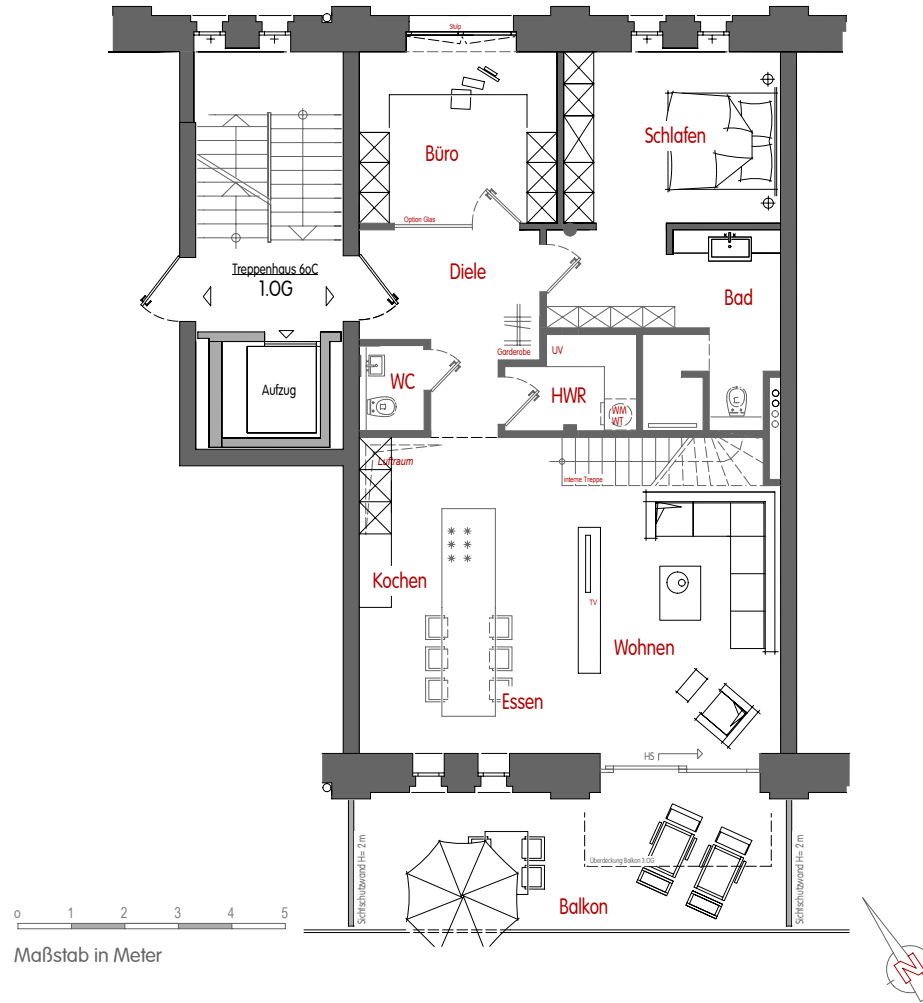 Stulp
Schlafen
Büro
Option Glas
Treppenhaus 60C
1.OG
Diele
Bad
Garderobe
UV
WC
HWR
Aufzug
WM
WT
Luftraum
interne Treppe
Kochen
TV
Wohnen
Essen
HS
Sichtschutzwand H= 2 m
Sichtschutzwand H= 2 m
Überdeckung Balkon 3.OG
Balkon
0 1 2 3 4 5
Maßstab in Meter
N